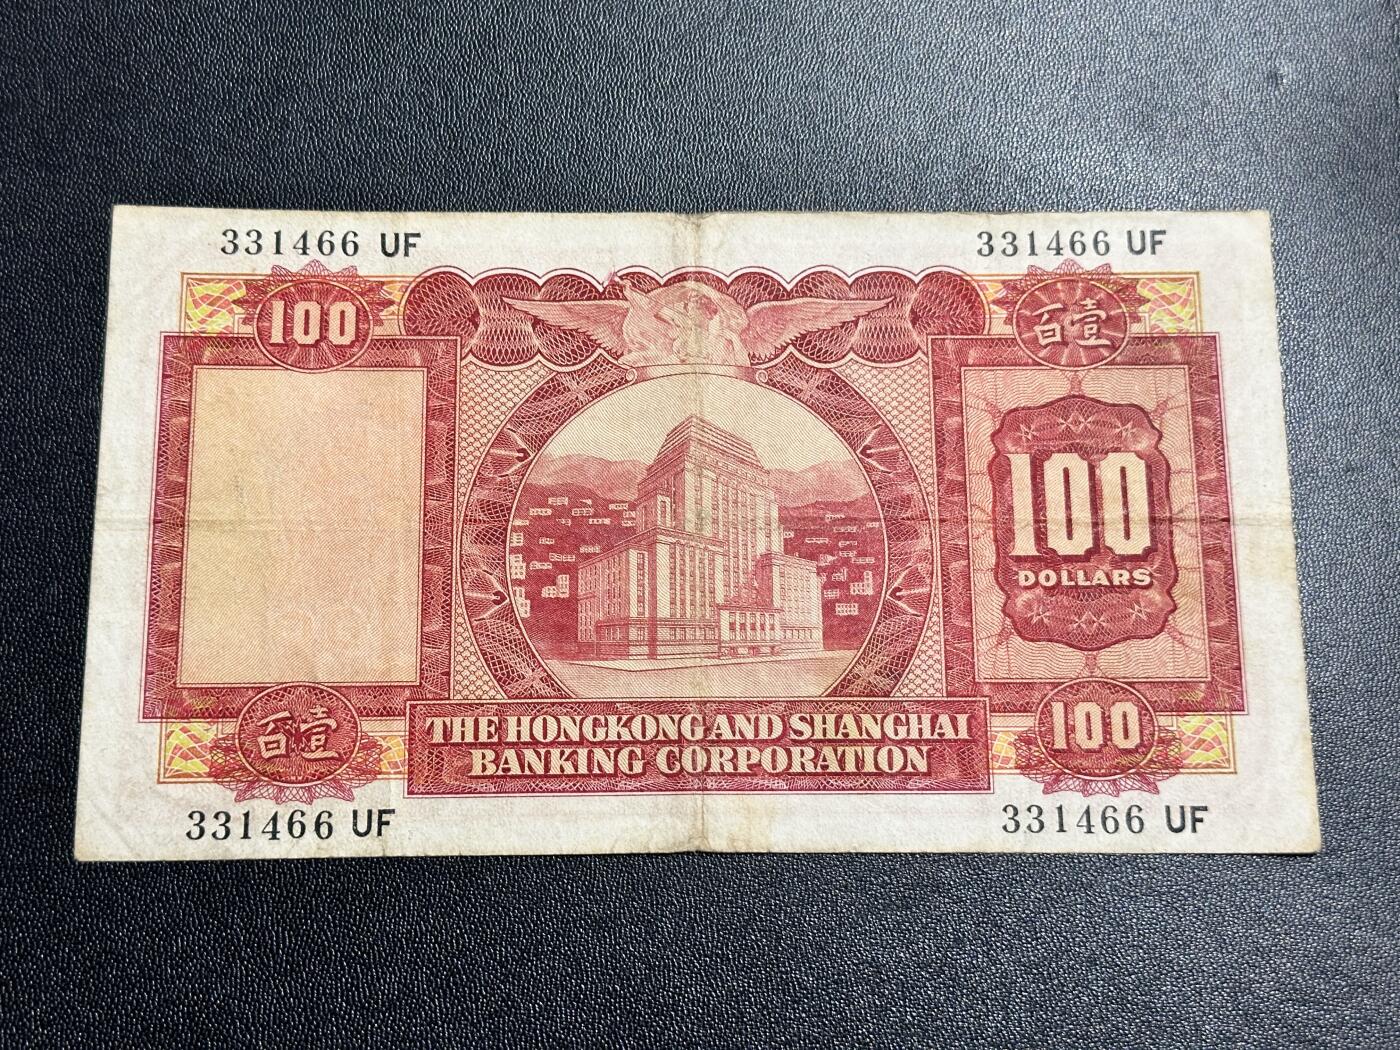 331466 UF
331466 UF
100
百壹
100
DOLLARS
百壹
THE HONGKONG AND SHANGHAI
BANKING CORPORATION
100
331466 UF
331466 UF